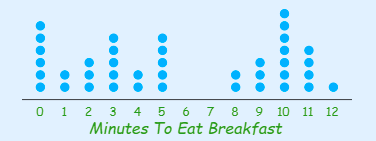 0 1 2 3 4 5 6 7 8 9 10 11 12
Minutes To Eat Breakfast